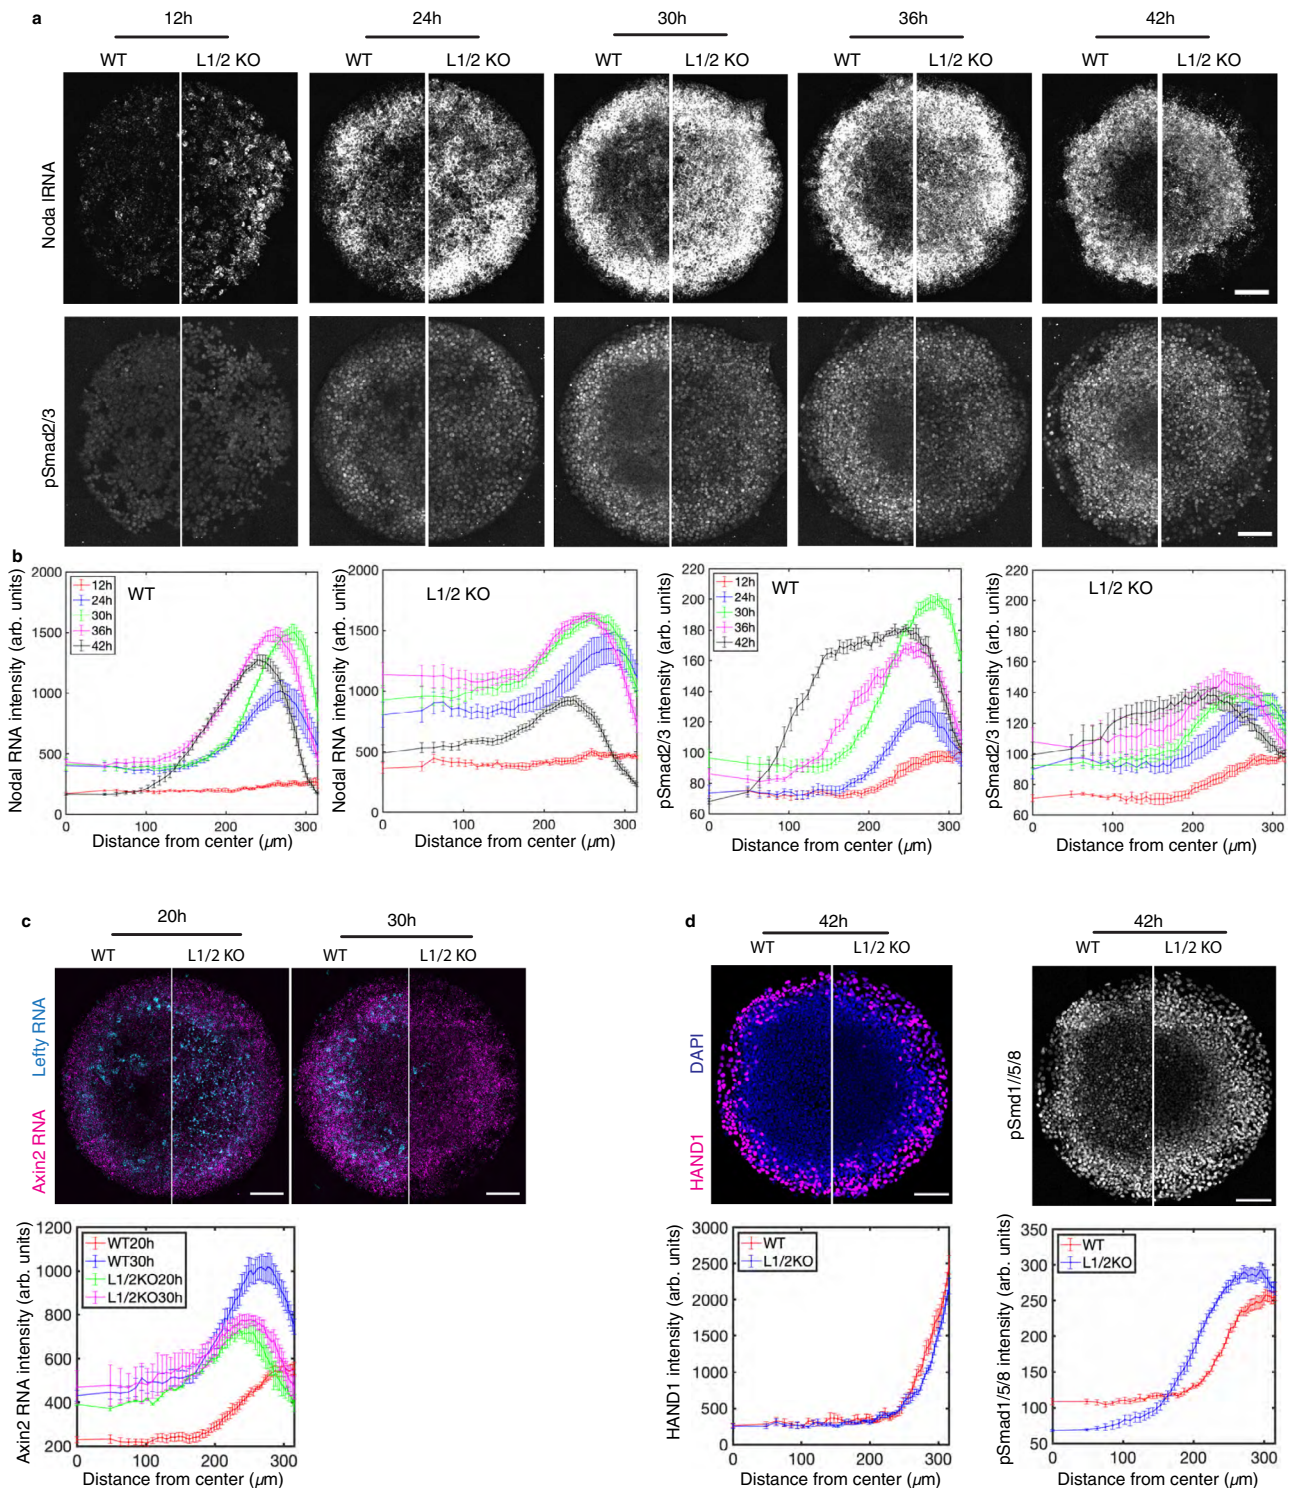 a
12h 24h 30h 36h 42h
WT L1/2 KO WT L1/2 KO WT L1/2 KO WT L1/2 KO WT L1/2 KO
Noda lRNA
pSmad2/3
b
Nodal RNA intensity (arb. units)
2000
1500
1000
500
0
12h
24h
30h
36h
42h
WT
0 100 200 300
Distance from center (µm)
Nodal RNA intensity (arb. units)
2000
1500
1000
500
0
L1/2 KO
0 100 200 300
Distance from center (µm)
pSmad2/3 intensity (arb. units)
220
200
180
160
140
120
100
80
60
12h
24h
30h
36h
42h
WT
0 100 200 300
Distance from center (µm)
pSmad2/3 intensity (arb. units)
220
200
180
160
140
120
100
80
60
L1/2 KO
0 100 200 300
Distance from center (µm)
c
20h 30h
WT L1/2 KO WT L1/2 KO
Axin2 RNA Lefty RNA
Axin2 RNA intensity (arb. units)
1200
1000
800
600
400
200
WT20h
WT30h
L1/2KO20h
L1/2KO30h
0 100 200 300
Distance from center (µm)
d
42h 42h
WT L1/2 KO WT L1/2 KO
HAND1 DAPI
pSmd1//5/8
HAND1 intensity (arb. units)
3000
2500
2000
1500
1000
500
0
WT
L1/2KO
0 100 200 300
Distance from center (µm)
pSmad1/5/8 intensity (arb. units)
350
300
250
200
150
100
50
WT
L1/2KO
0 100 200 300
Distance from center (µm)